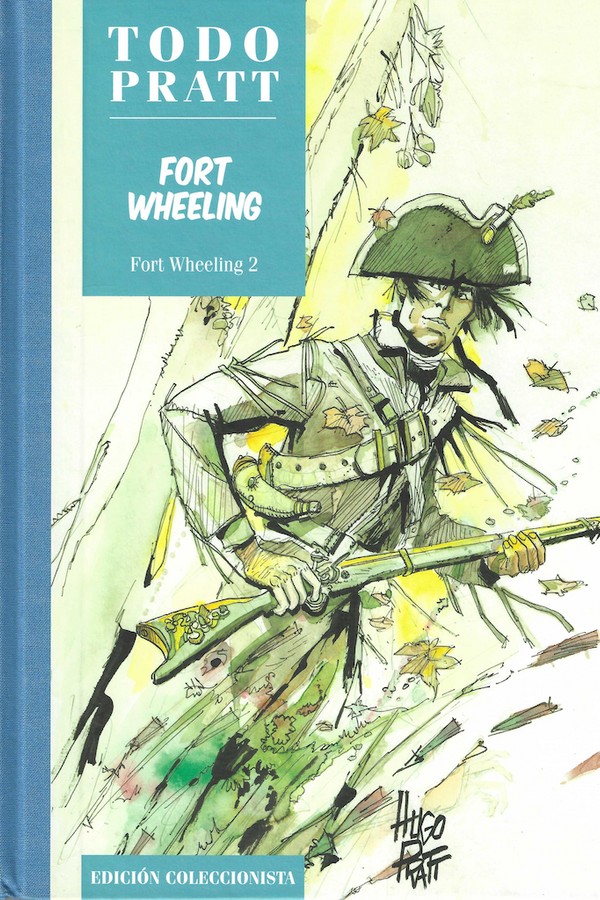 TODO
PRATT
FORT
WHEELING
Fort Wheeling 2
HUGO
PRATT
EDICIÓN COLECCIONISTA